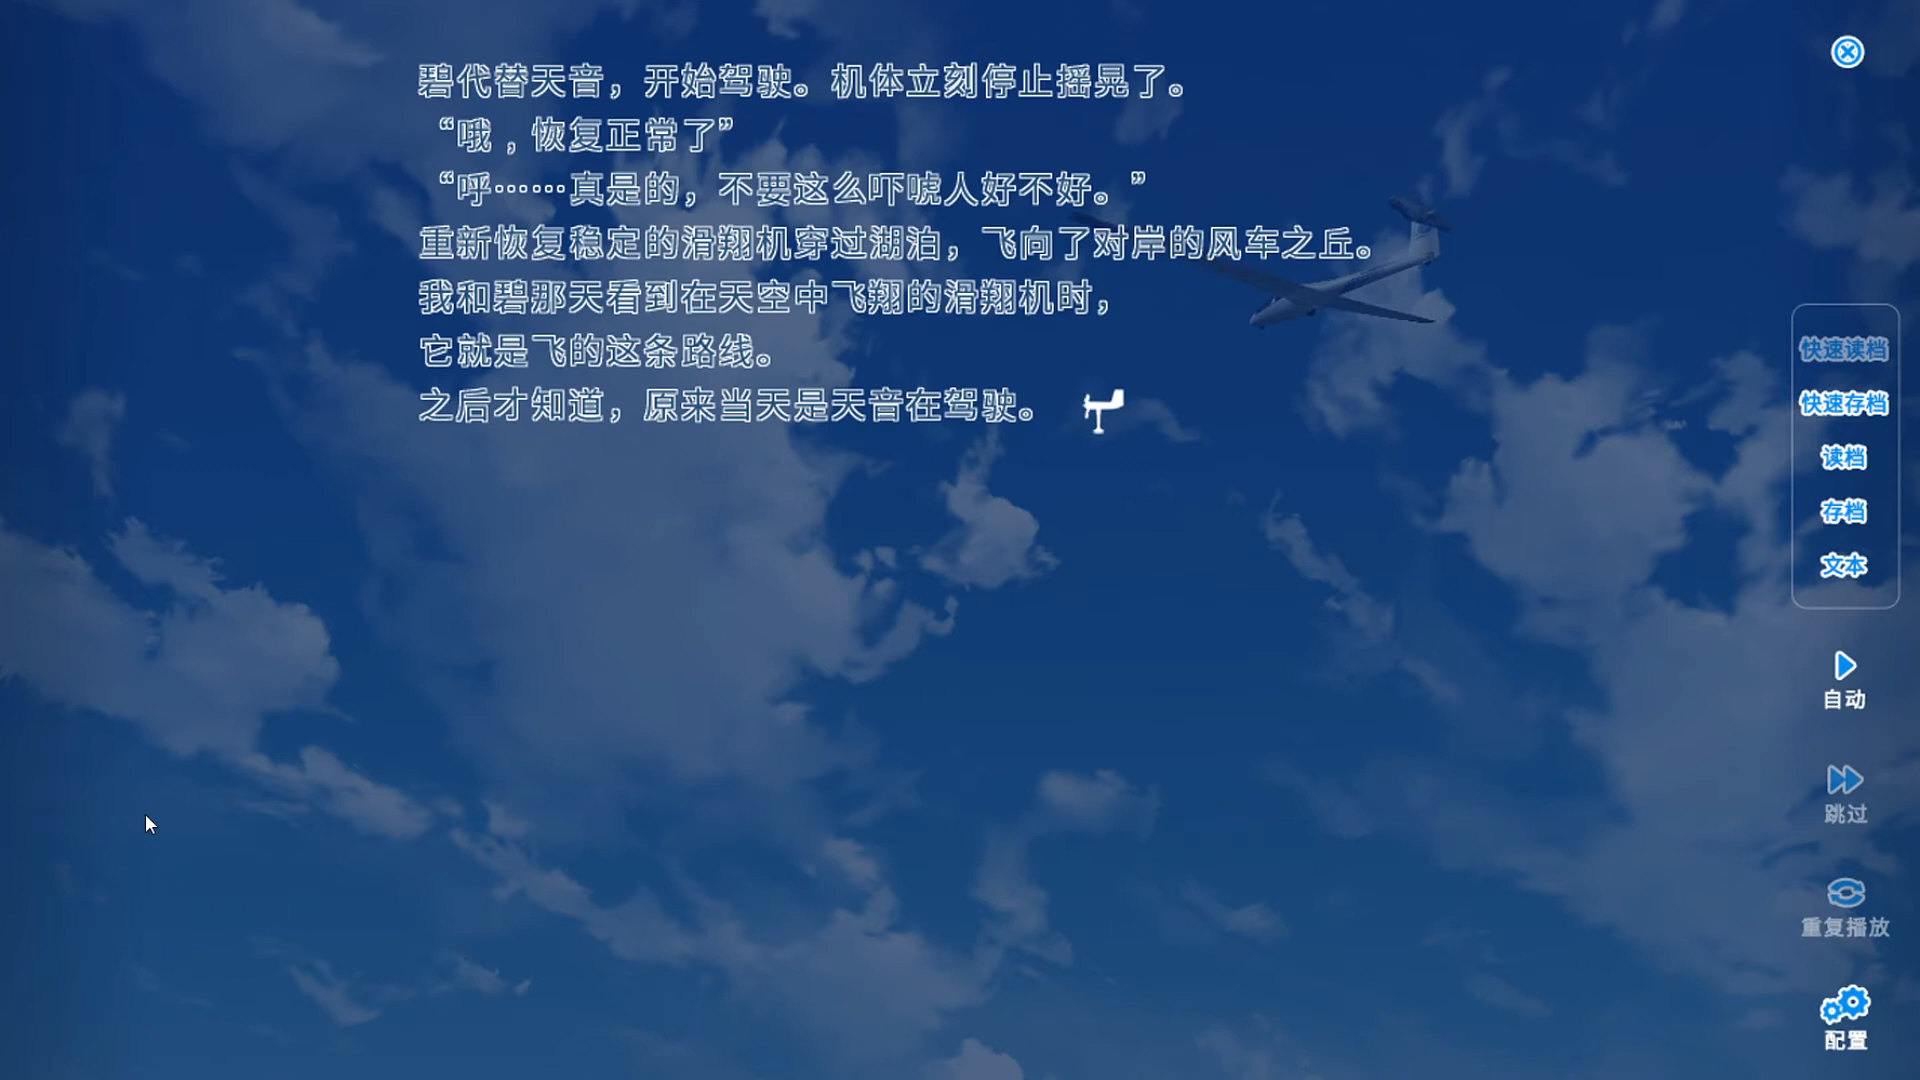 碧代替天音，开始驾驶。机体立刻停止摇晃了。
“哦，恢复正常了”
“呼……真是的，不要这么吓唬人好不好。”
重新恢复稳定的滑翔机穿过湖泊，飞向了对岸的风车之丘。
我和碧那天看到在天空中飞翔的滑翔机时，
它就是飞的这条路线。
之后才知道，原来当天是天音在驾驶。
快速读档
快速存档
读档
存档
文本
自动
跳过
重复播放
配置